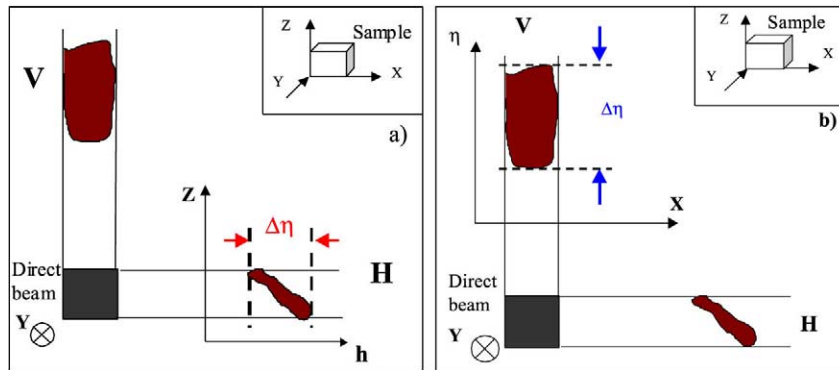 Z
Sample
X
Y
V
a)
Z
Δη
Direct
beam
H
Y
h
V
η
Z
Sample
X
Y
b)
Δη
X
Direct
beam
Y
H